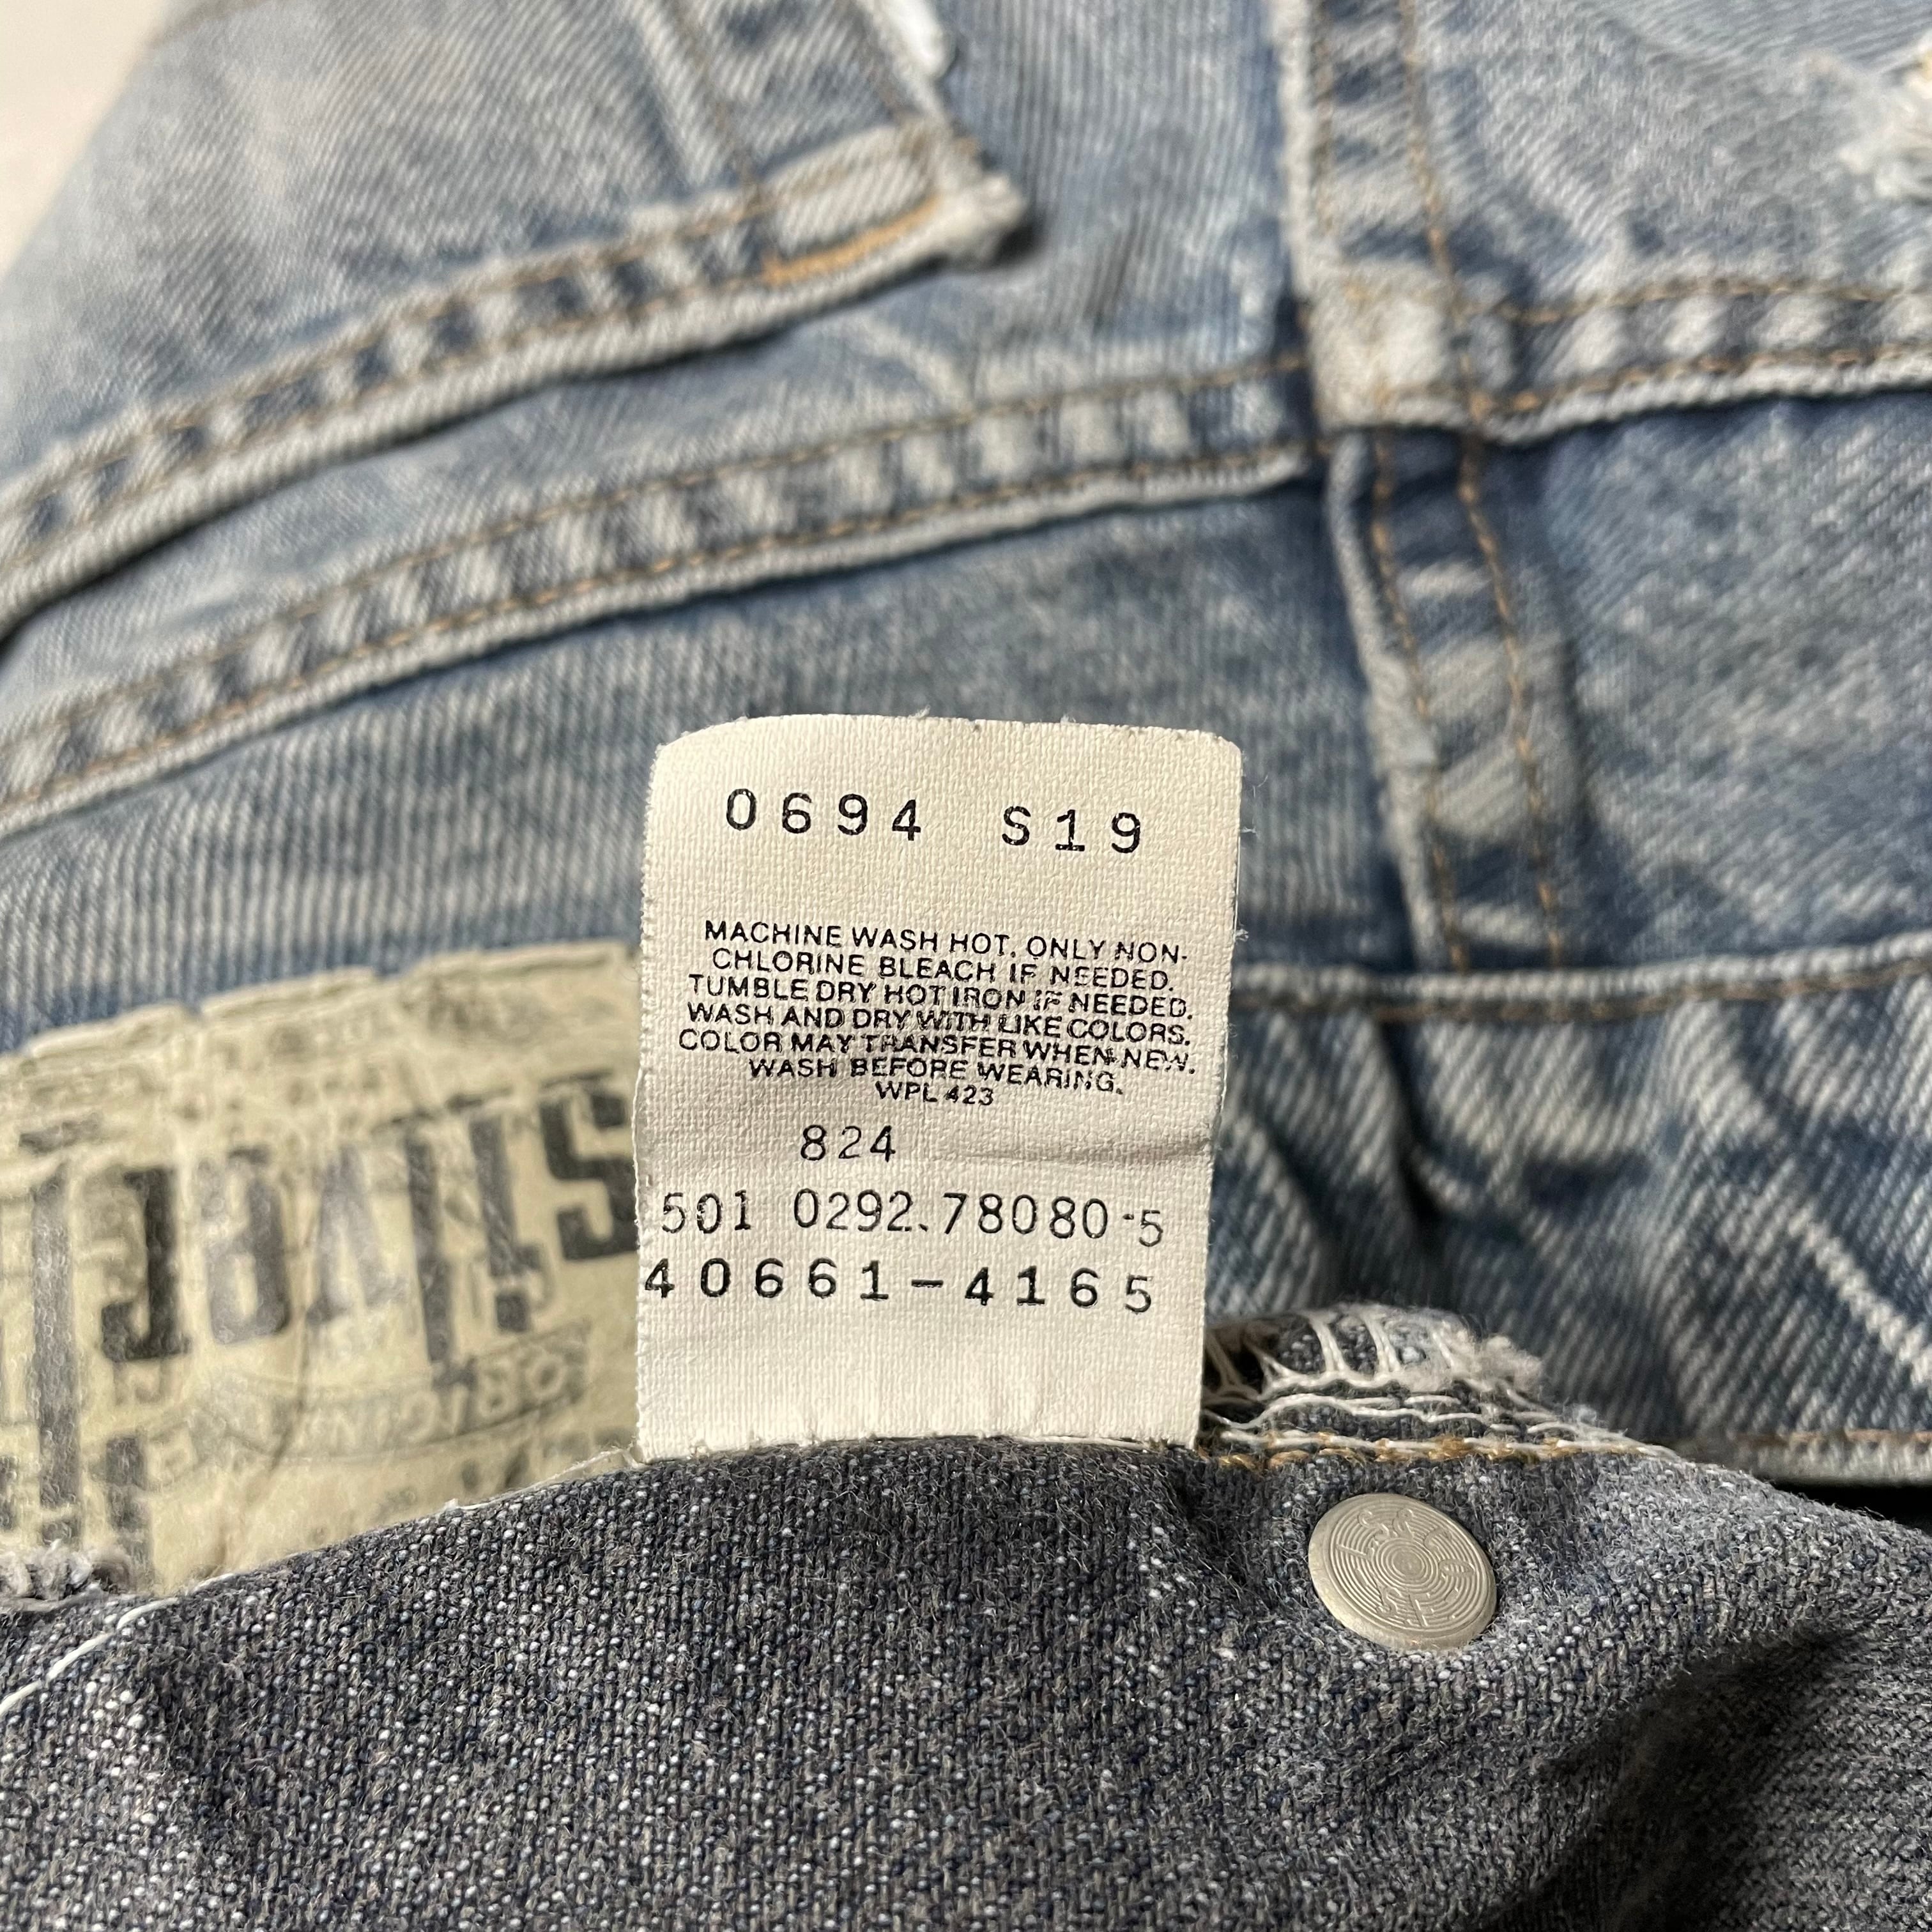 0694 S19
MACHINE WASH HOT, ONLY NON-
CHLORINE BLEACH IF NEEDED.
TUMBLE DRY HOT IRON IF NEEDED.
WASH AND DRY WITH LIKE COLORS.
COLOR MAY TRANSFER WHEN NEW.
WASH BEFORE WEARING.
WPL 423
824
501 0292.78080-5
40661-4165